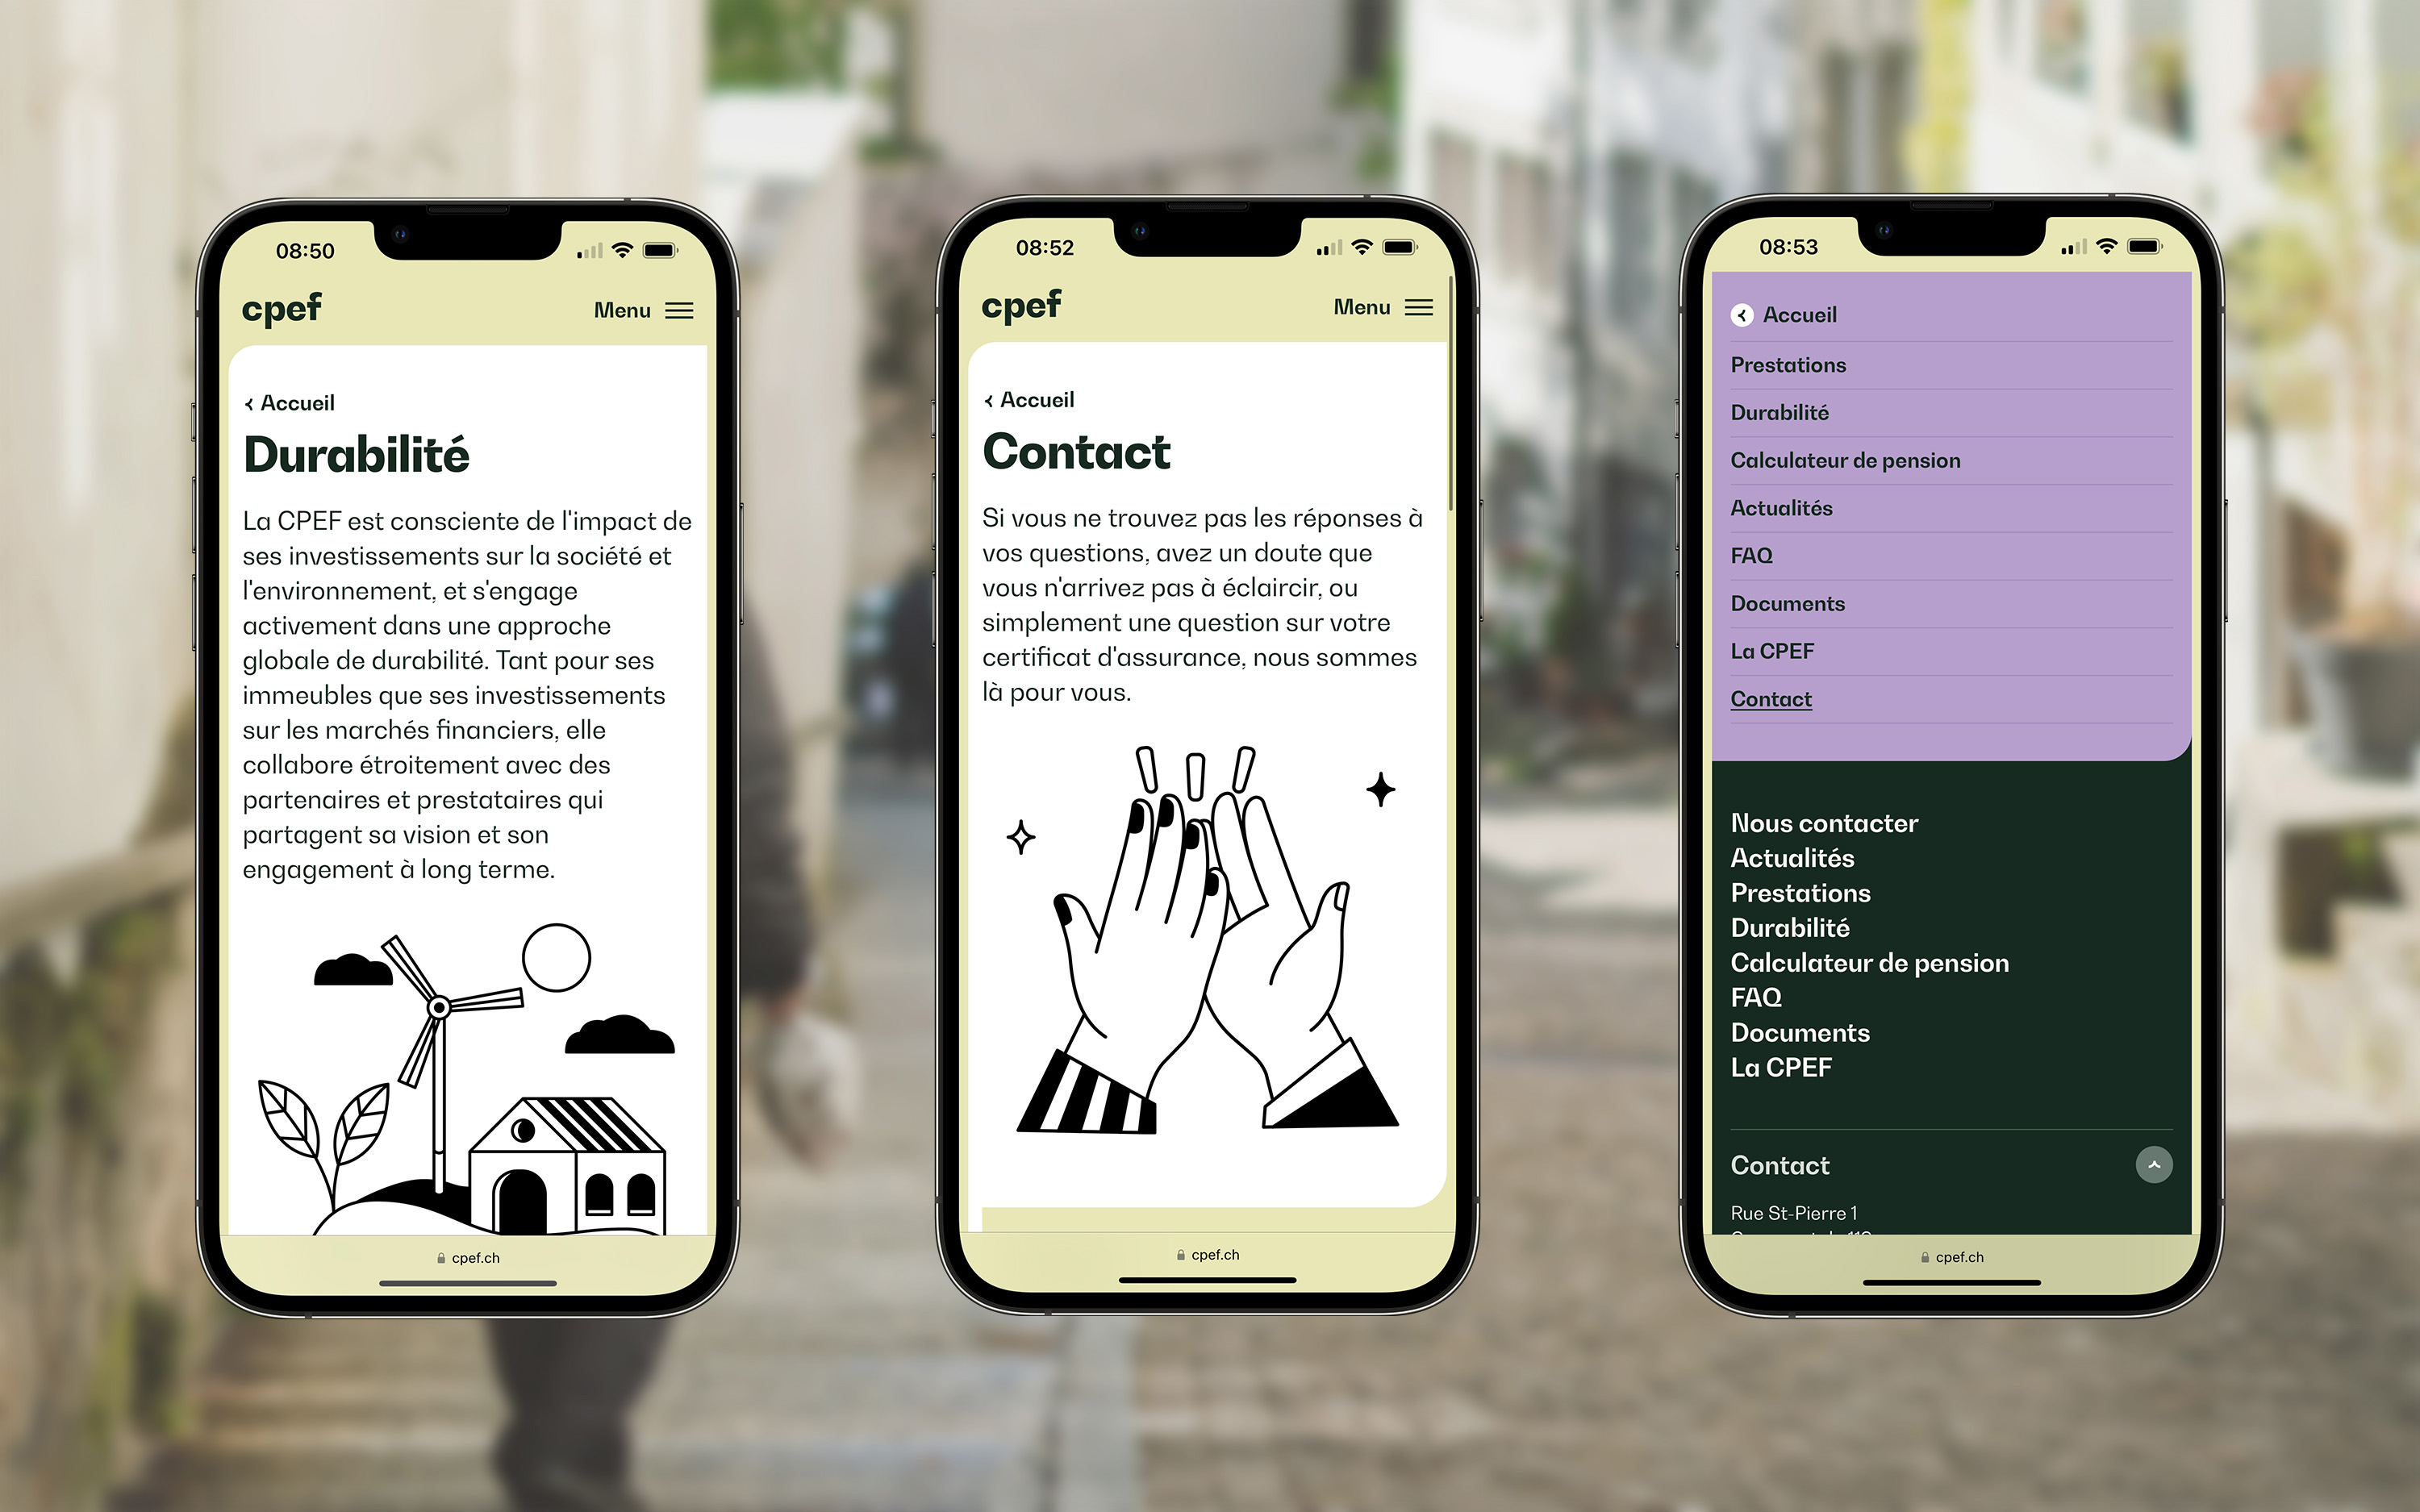 08:50
cpef
Menu
Accueil
Durabilité
La CPEF est consciente de l'impact de
ses investissements sur la société et
l'environnement, et s'engage
activement dans une approche
globale de durabilité. Tant pour ses
immeubles que ses investissements
sur les marchés financiers, elle
collabore étroitement avec des
partenaires et prestataires qui
partagent sa vision et son
engagement à long terme.
cpef.ch
08:52
cpef
Menu
Accueil
Contact
Si vous ne trouvez pas les réponses à
vos questions, avez un doute que
vous n'arrivez pas à éclaircir, ou
simplement une question sur votre
certificat d'assurance, nous sommes
là pour vous.
cpef.ch
08:53
Accueil
Prestations
Durabilité
Calculateur de pension
Actualités
FAQ
Documents
La CPEF
Contact
Nous contacter
Actualités
Prestations
Durabilité
Calculateur de pension
FAQ
Documents
La CPEF
Contact
Rue St-Pierre 1
cpef.ch